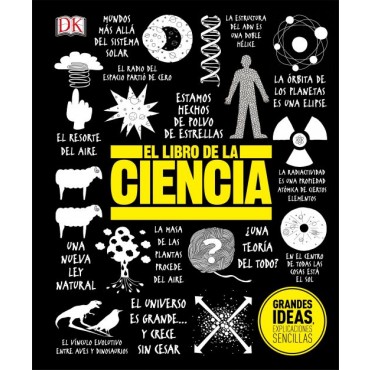 DK
MUNDOS
MÁS ALLÁ
DEL SISTEMA
SOLAR
LA ESTRUCTURA
DEL ADN ES
UNA DOBLE
HÉLICE.
EL RADIO DEL
ESPACIO PARTIÓ DE CERO
LA ÓRBITA DE
LOS PLANETAS
ES UNA ELIPSE
ESTAMOS
HECHOS
DE POLVO
DE ESTRELLAS
EL RESORTE
DEL AIRE
EL LIBRO DE LA
CIENCIA
LA RADIACTIVIDAD
ES UNA PROPIEDAD
ATÓMICA DE CIERTOS
ELEMENTOS
UNA
NUEVA
LEY
NATURAL
LA MASA
DE LAS
PLANTAS
PROCEDE
DEL AIRE
?
¿UNA
TEORÍA
DEL TODO?
EN EL CENTRO
DE TODAS
LAS COSAS
ESTÁ EL
SOL
EL UNIVERSO
ES GRANDE...
Y CRECE
SIN CESAR
GRANDES
IDEAS,
EXPLICACIONES
SENCILLAS
EL VÍNCULO EVOLUTIVO
ENTRE AVES Y DINOSAURIOS